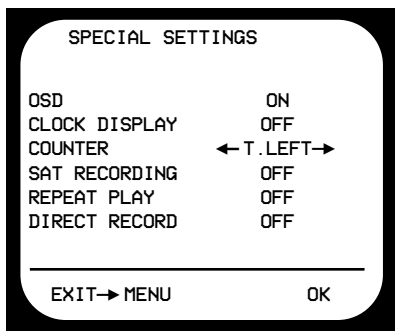 SPECIAL SETTINGS
OSD ON
CLOCK DISPLAY OFF
COUNTER ←T.LEFT→
SAT RECORDING OFF
REPEAT PLAY OFF
DIRECT RECORD OFF
EXIT→MENU OK